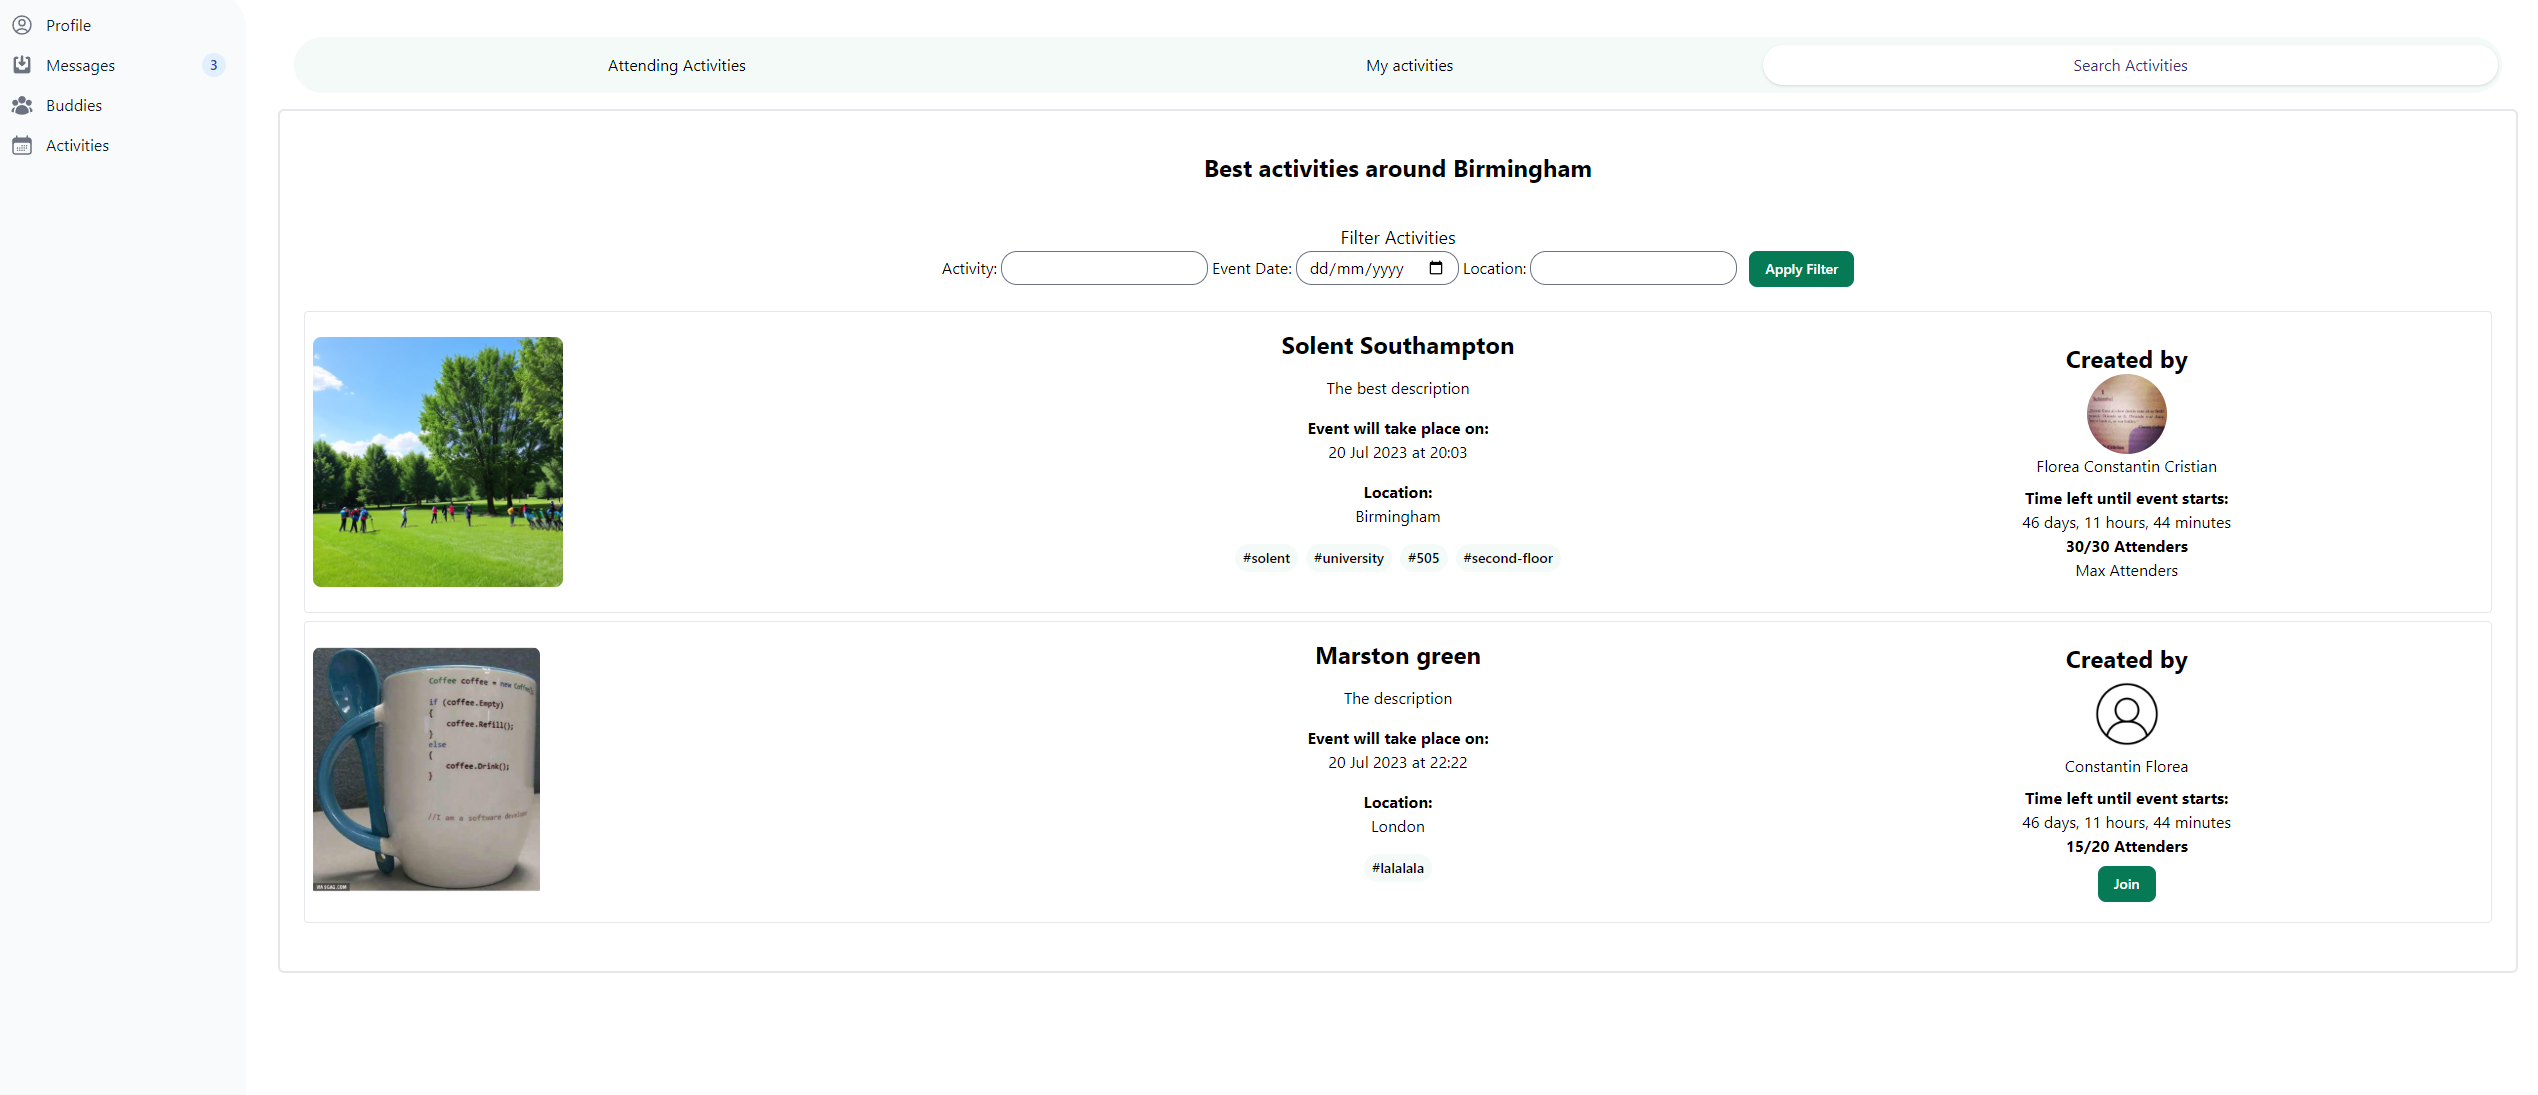 Profile
Messages 3
Buddies
Activities
Attending Activities My activities Search Activities
Best activities around Birmingham
Filter Activities
Activity: Event Date: dd/mm/yyyy Location: Apply Filter
Solent Southampton
The best description
Event will take place on:
20 Jul 2023 at 20:03
Location:
Birmingham
#solent #university #505 #second-floor
Created by
Florea Constantin Cristian
Time left until event starts:
46 days, 11 hours, 44 minutes
30/30 Attenders
Max Attenders
Coffee coffee = new Coffee
if (coffee.Empty)
{
coffee.Refill();
}
else
{
coffee.Drink();
}
//I am a software developer
VIA 9GAG.COM
Marston green
The description
Event will take place on:
20 Jul 2023 at 22:22
Location:
London
#lalalala
Created by
Constantin Florea
Time left until event starts:
46 days, 11 hours, 44 minutes
15/20 Attenders
Join